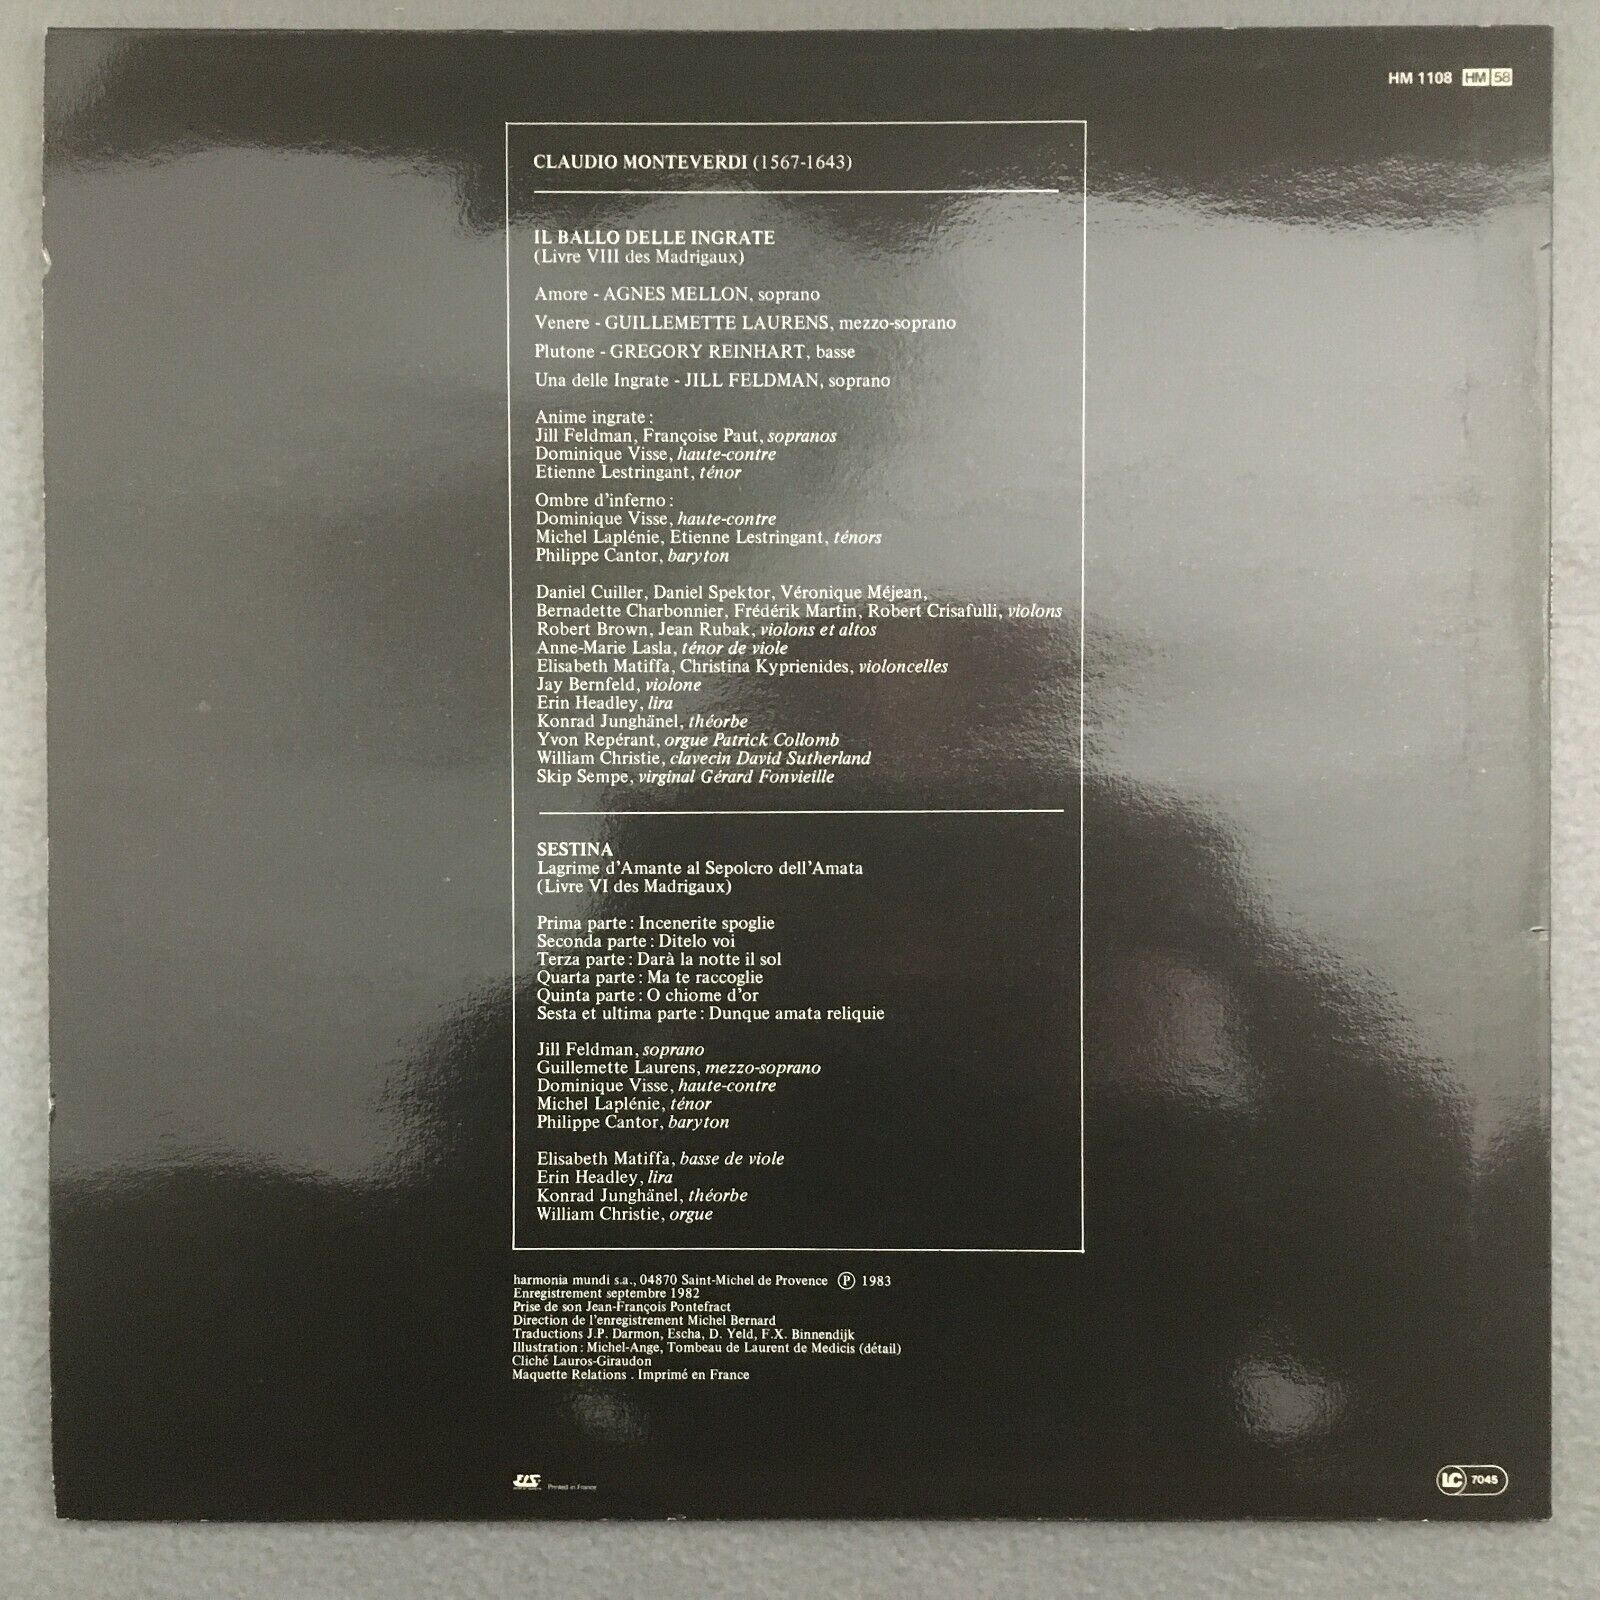 HM 1108 HM 58
CLAUDIO MONTEVERDI (1567-1643)
IL BALLO DELLE INGRATE
(Livre VIII des Madrigaux)
Amore - AGNES MELLON, soprano
Venere - GUILLEMETTE LAURENS, mezzo-soprano
Plutone - GREGORY REINHART, basse
Una delle Ingrate - JILL FELDMAN, soprano
Anime ingrate :
Jill Feldman, Françoise Paut, sopranos
Dominique Visse, haute-contre
Etienne Lestringant, ténor
Ombre d'inferno :
Dominique Visse, haute-contre
Michel Laplénie, Etienne Lestringant, ténors
Philippe Cantor, baryton
Daniel Cuiller, Daniel Spektor, Véronique Méjean,
Bernadette Charbonnier, Frédérik Martin, Robert Crisafulli, violons
Robert Brown, Jean Rubak, violons et altos
Anne-Marie Lasla, ténor de viole
Elisabeth Matiffa, Christina Kyprienides, violoncelles
Jay Bernfeld, violone
Erin Headley, lira
Konrad Junghänel, théorbe
Yvon Repérant, orgue Patrick Collomb
William Christie, clavecin David Sutherland
Skip Sempe, virginal Gérard Fonvieille
SESTINA
Lagrime d'Amante al Sepolcro dell'Amata
(Livre VI des Madrigaux)
Prima parte : Incenerite spoglie
Seconda parte : Ditelo voi
Terza parte : Darà la notte il sol
Quarta parte : Ma te raccoglie
Quinta parte : O chiome d'or
Sesta et ultima parte : Dunque amata reliquie
Jill Feldman, soprano
Guillemette Laurens, mezzo-soprano
Dominique Visse, haute-contre
Michel Laplénie, ténor
Philippe Cantor, baryton
Elisabeth Matiffa, basse de viole
Erin Headley, lira
Konrad Junghänel, théorbe
William Christie, orgue
harmonia mundi s.a., 04870 Saint-Michel de Provence Ⓟ 1983
Enregistrement septembre 1982
Prise de son Jean-François Pontefract
Direction de l'enregistrement Michel Bernard
Traductions J.P. Darmon, Escha, D. Yeld, F.X. Binnendijk
Illustration : Michel-Ange, Tombeau de Laurent de Medicis (détail)
Cliché Lauros-Giraudon
Maquette Relations . Imprimé en France
Printed in France
LC 7045